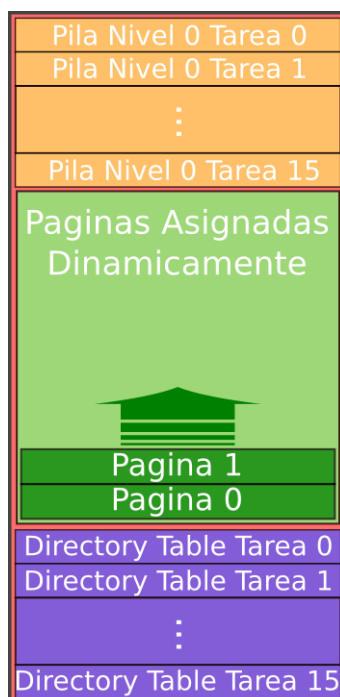 Pila Nivel 0 Tarea 0
Pila Nivel 0 Tarea 1
⋮
Pila Nivel 0 Tarea 15
Paginas Asignadas
Dinamicamente
Pagina 1
Pagina 0
Directory Table Tarea 0
Directory Table Tarea 1
⋮
Directory Table Tarea 15